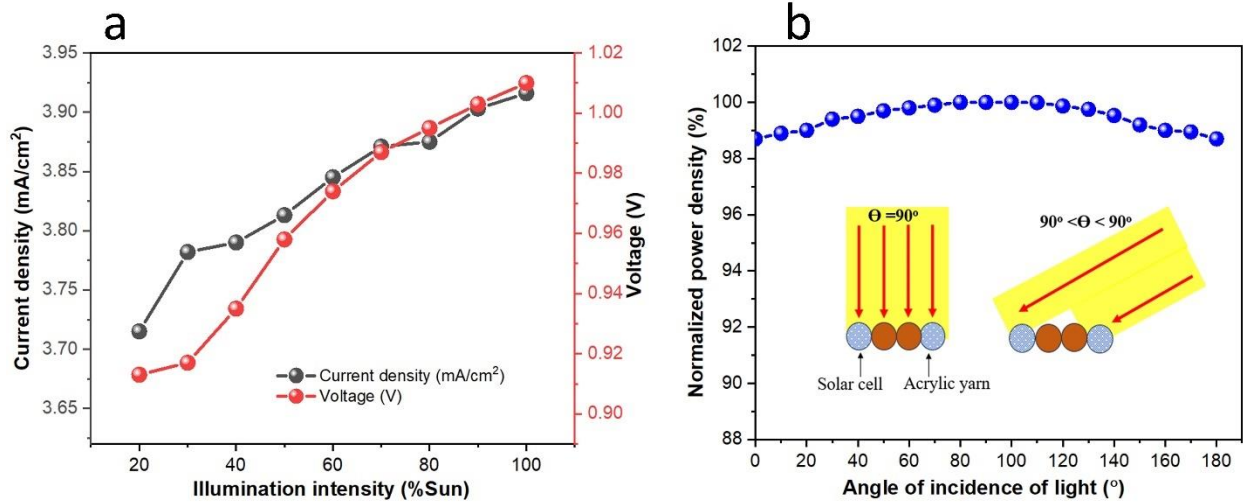 a
3.95
3.90
3.85
3.80
3.75
3.70
3.65
Current density (mA/cm²)
1.02
1.00
0.98
0.96
0.94
0.92
0.90
Voltage (V)
Current density (mA/cm²)
Voltage (V)
20 40 60 80 100
Illumination intensity (%Sun)
b
102
100
98
96
94
92
90
88
Normalized power density (%)
Ɵ =90º
90º <Ɵ < 90º
Solar cell
Acrylic yarn
0 20 40 60 80 100 120 140 160 180
Angle of incidence of light (º)